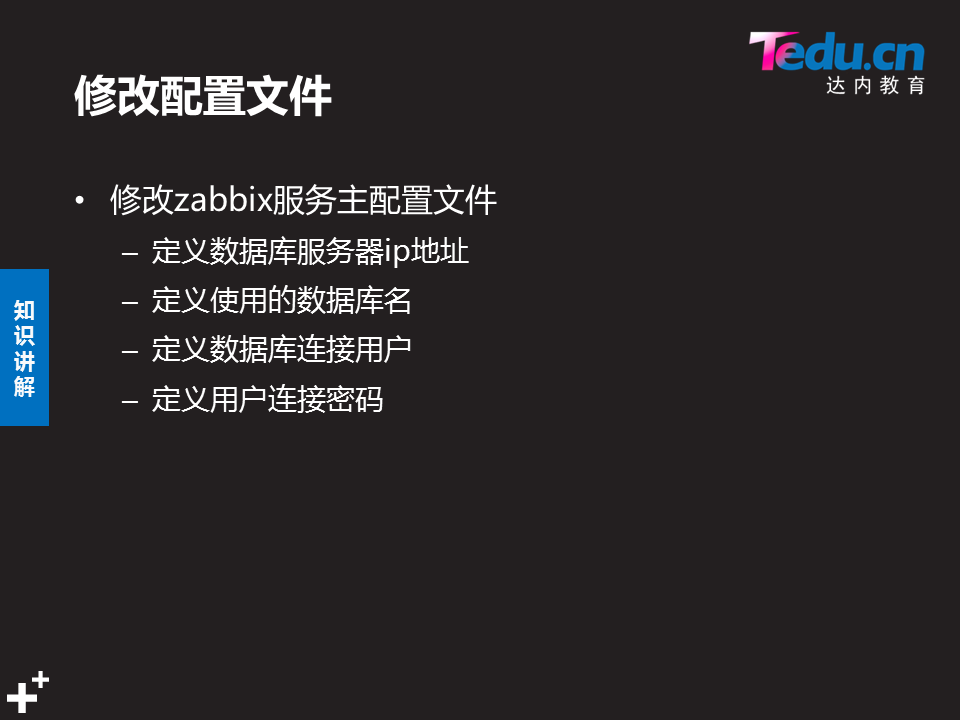 Tedu.cn
达内教育
修改配置文件
• 修改zabbix服务主配置文件
– 定义数据库服务器ip地址
– 定义使用的数据库名
– 定义数据库连接用户
– 定义用户连接密码
知识讲解